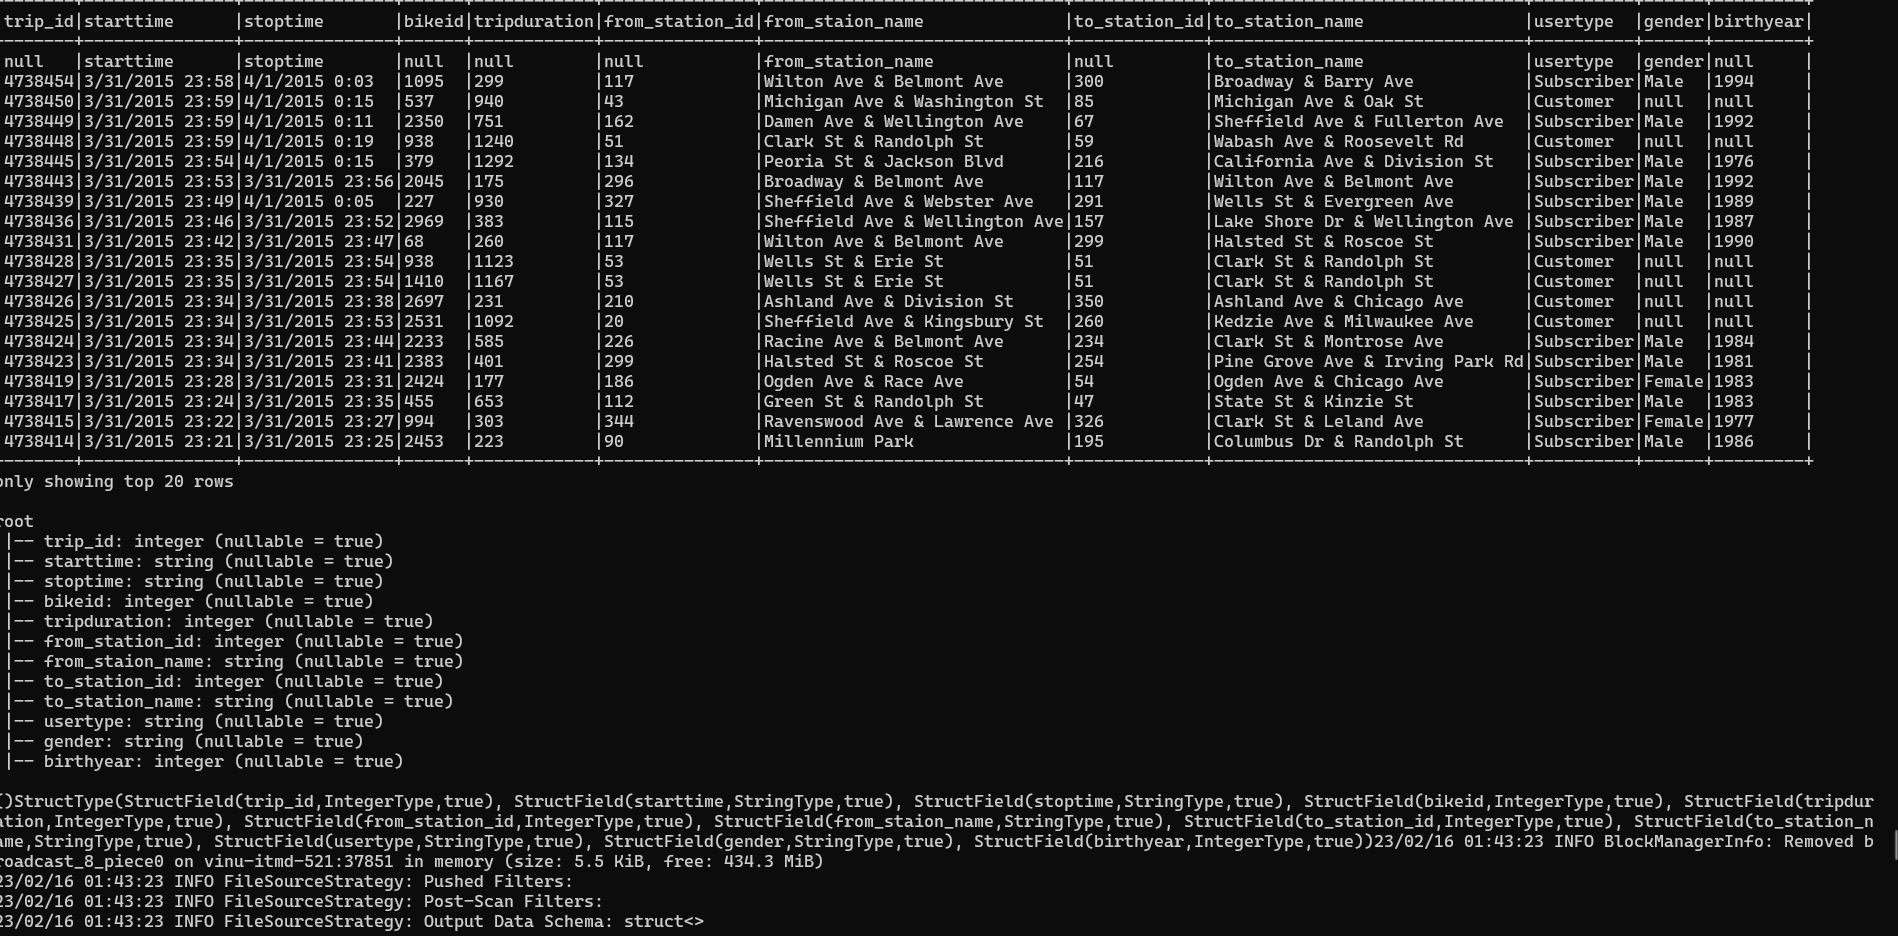 trip_id|starttime |stoptime |bikeid|tripduration|from_station_id|from_staion_name |to_station_id|to_station_name |usertype |gender|birthyear|
null |starttime |stoptime |null |null |null |from_station_name |null |to_station_name |usertype |gender|null |
4738454|3/31/2015 23:58|4/1/2015 0:03 |1095 |299 |117 |Wilton Ave & Belmont Ave |300 |Broadway & Barry Ave |Subscriber|Male |1994 |
4738450|3/31/2015 23:59|4/1/2015 0:15 |537 |940 |43 |Michigan Ave & Washington St |85 |Michigan Ave & Oak St |Customer |null |null |
4738449|3/31/2015 23:59|4/1/2015 0:11 |2350 |751 |162 |Damen Ave & Wellington Ave |67 |Sheffield Ave & Fullerton Ave |Subscriber|Male |1992 |
4738448|3/31/2015 23:59|4/1/2015 0:19 |938 |1240 |51 |Clark St & Randolph St |59 |Wabash Ave & Roosevelt Rd |Customer |null |null |
4738445|3/31/2015 23:54|4/1/2015 0:15 |379 |1292 |134 |Peoria St & Jackson Blvd |216 |California Ave & Division St |Subscriber|Male |1976 |
4738443|3/31/2015 23:53|3/31/2015 23:56|2045 |175 |296 |Broadway & Belmont Ave |117 |Wilton Ave & Belmont Ave |Subscriber|Male |1992 |
4738439|3/31/2015 23:49|4/1/2015 0:05 |227 |930 |327 |Sheffield Ave & Webster Ave |291 |Wells St & Evergreen Ave |Subscriber|Male |1989 |
4738436|3/31/2015 23:46|3/31/2015 23:52|2969 |383 |115 |Sheffield Ave & Wellington Ave|157 |Lake Shore Dr & Wellington Ave |Subscriber|Male |1987 |
4738431|3/31/2015 23:42|3/31/2015 23:47|68 |260 |117 |Wilton Ave & Belmont Ave |299 |Halsted St & Roscoe St |Subscriber|Male |1990 |
4738428|3/31/2015 23:35|3/31/2015 23:54|938 |1123 |53 |Wells St & Erie St |51 |Clark St & Randolph St |Customer |null |null |
4738427|3/31/2015 23:35|3/31/2015 23:54|1410 |1167 |53 |Wells St & Erie St |51 |Clark St & Randolph St |Customer |null |null |
4738426|3/31/2015 23:34|3/31/2015 23:38|2697 |231 |210 |Ashland Ave & Division St |350 |Ashland Ave & Chicago Ave |Customer |null |null |
4738425|3/31/2015 23:34|3/31/2015 23:53|2531 |1092 |20 |Sheffield Ave & Kingsbury St |260 |Kedzie Ave & Milwaukee Ave |Customer |null |null |
4738424|3/31/2015 23:34|3/31/2015 23:44|2233 |585 |226 |Racine Ave & Belmont Ave |234 |Clark St & Montrose Ave |Subscriber|Male |1984 |
4738423|3/31/2015 23:34|3/31/2015 23:41|2383 |401 |299 |Halsted St & Roscoe St |254 |Pine Grove Ave & Irving Park Rd|Subscriber|Male |1981 |
4738419|3/31/2015 23:28|3/31/2015 23:31|2424 |177 |186 |Ogden Ave & Race Ave |54 |Ogden Ave & Chicago Ave |Subscriber|Female|1983 |
4738417|3/31/2015 23:24|3/31/2015 23:35|455 |653 |112 |Green St & Randolph St |47 |State St & Kinzie St |Subscriber|Male |1983 |
4738415|3/31/2015 23:22|3/31/2015 23:27|994 |303 |344 |Ravenswood Ave & Lawrence Ave |326 |Clark St & Leland Ave |Subscriber|Female|1977 |
4738414|3/31/2015 23:21|3/31/2015 23:25|2453 |223 |90 |Millennium Park |195 |Columbus Dr & Randolph St |Subscriber|Male |1986 |
only showing top 20 rows
root
|-- trip_id: integer (nullable = true)
|-- starttime: string (nullable = true)
|-- stoptime: string (nullable = true)
|-- bikeid: integer (nullable = true)
|-- tripduration: integer (nullable = true)
|-- from_station_id: integer (nullable = true)
|-- from_staion_name: string (nullable = true)
|-- to_station_id: integer (nullable = true)
|-- to_station_name: string (nullable = true)
|-- usertype: string (nullable = true)
|-- gender: string (nullable = true)
|-- birthyear: integer (nullable = true)
()StructType(StructField(trip_id,IntegerType,true), StructField(starttime,StringType,true), StructField(stoptime,StringType,true), StructField(bikeid,IntegerType,true), StructField(tripdur
ation,IntegerType,true), StructField(from_station_id,IntegerType,true), StructField(from_staion_name,StringType,true), StructField(to_station_id,IntegerType,true), StructField(to_station_n
ame,StringType,true), StructField(usertype,StringType,true), StructField(gender,StringType,true), StructField(birthyear,IntegerType,true))23/02/16 01:43:23 INFO BlockManagerInfo: Removed b
roadcast_8_piece0 on vinu-itmd-521:37851 in memory (size: 5.5 KiB, free: 434.3 MiB)
23/02/16 01:43:23 INFO FileSourceStrategy: Pushed Filters:
23/02/16 01:43:23 INFO FileSourceStrategy: Post-Scan Filters:
23/02/16 01:43:23 INFO FileSourceStrategy: Output Data Schema: struct<>